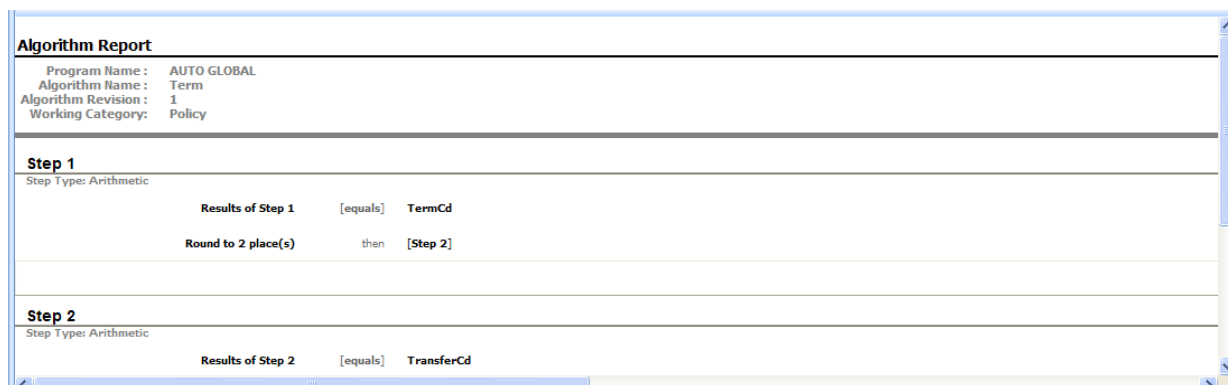 Algorithm Report
Program Name : AUTO GLOBAL
Algorithm Name : Term
Algorithm Revision : 1
Working Category: Policy
Step 1
Step Type: Arithmetic
Results of Step 1 [equals] TermCd
Round to 2 place(s) then [Step 2]
Step 2
Step Type: Arithmetic
Results of Step 2 [equals] TransferCd